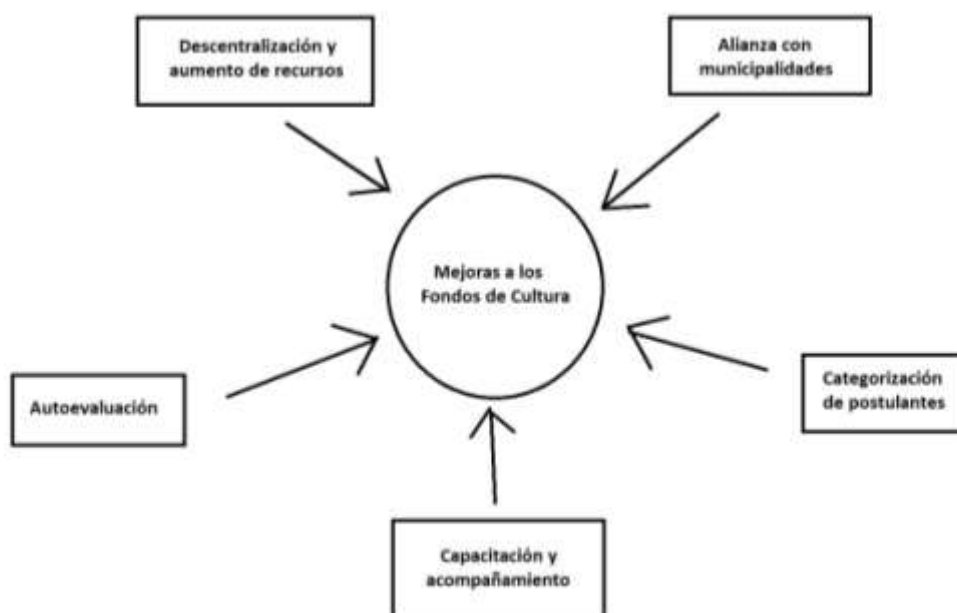 Descentralización y
aumento de recursos
Alianza con
municipalidades
Mejoras a los
Fondos de Cultura
Autoevaluación
Categorización
de postulantes
Capacitación y
acompañamiento